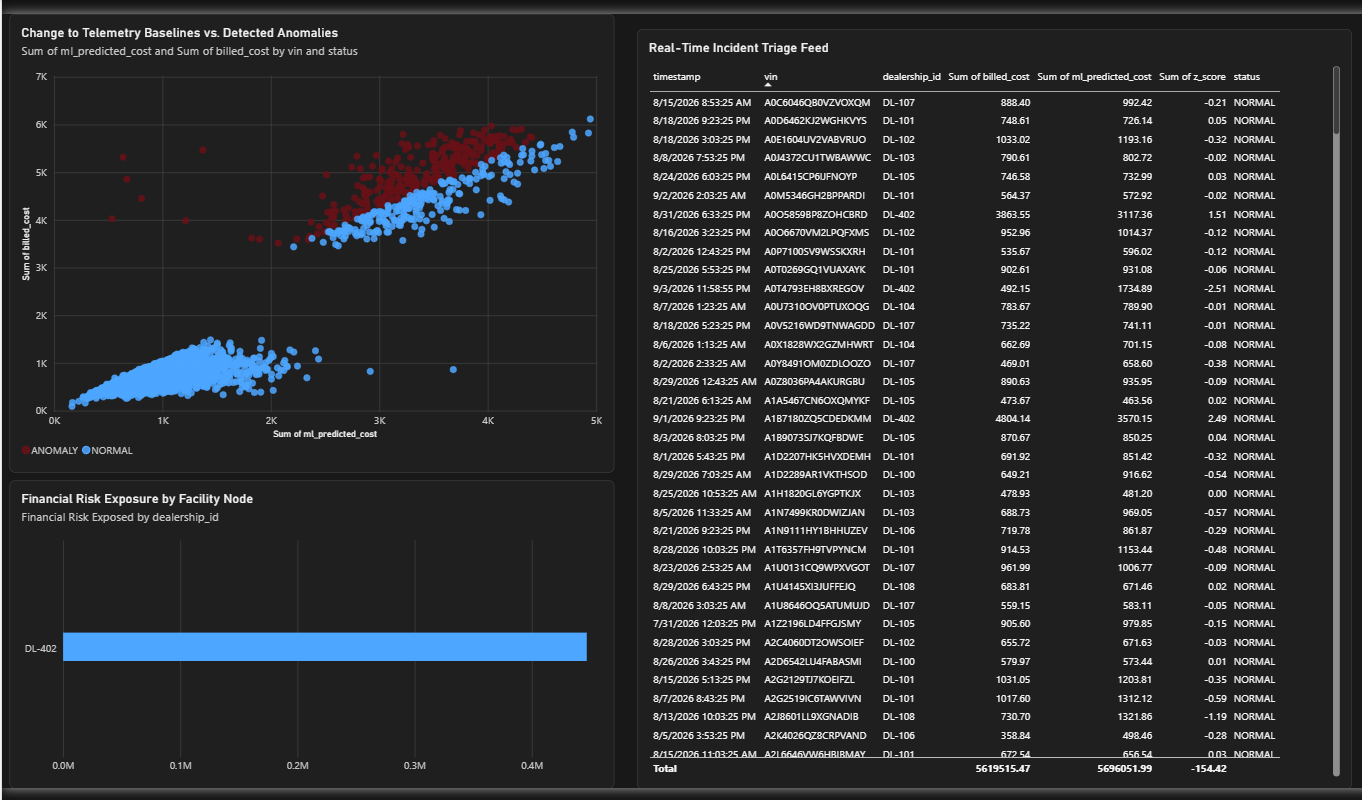 Change to Telemetry Baselines vs. Detected Anomalies
Sum of ml_predicted_cost and Sum of billed_cost by vin and status
7K
6K
5K
4K
3K
2K
1K
0K
Sum of billed_cost
0K 1K 2K 3K 4K 5K
Sum of ml_predicted_cost
ANOMALY NORMAL
Financial Risk Exposure by Facility Node
Financial Risk Exposed by dealership_id
DL-402
0.0M 0.1M 0.2M 0.3M 0.4M
Real-Time Incident Triage Feed
timestamp vin dealership_id Sum of billed_cost Sum of ml_predicted_cost Sum of z_score status
8/15/2026 8:53:25 AM A0C6046QB0VZVOXQM DL-107 888.40 992.42 -0.21 NORMAL
8/18/2026 9:23:25 PM A0D6462KJ2WGHKVYS DL-101 748.61 726.14 0.05 NORMAL
8/18/2026 3:03:25 PM A0E1604UV2VABVRUO DL-102 1033.02 1193.16 -0.32 NORMAL
8/8/2026 7:53:25 PM A0J4372CU1TWBAWWC DL-103 790.61 802.72 -0.02 NORMAL
8/24/2026 6:03:25 PM A0L6415CP6IJFNOYP DL-105 746.58 732.99 0.03 NORMAL
9/2/2026 2:03:25 AM A0M5346GH2BPPARDI DL-101 564.37 572.92 -0.02 NORMAL
8/31/2026 6:33:25 PM A0O5859BP8ZOHCBRD DL-402 3863.55 3117.36 1.51 NORMAL
8/16/2026 3:23:25 PM A0O6670VM2LPQFXMS DL-102 952.96 1014.37 -0.12 NORMAL
8/2/2026 12:43:25 PM A0P7100SV9WSSKXRH DL-101 535.67 596.02 -0.12 NORMAL
8/25/2026 5:53:25 PM A0T0269GQ1VUAXAYK DL-101 902.61 931.08 -0.06 NORMAL
9/3/2026 11:58:55 PM A0T4793EH8BXREGOV DL-402 492.15 1734.89 -2.51 NORMAL
8/7/2026 1:23:25 AM A0U7310OV0PTUXOQG DL-104 783.67 789.90 -0.01 NORMAL
8/18/2026 5:23:25 PM A0V5216WD9TNWAGDD DL-107 735.22 741.11 -0.01 NORMAL
8/6/2026 1:13:25 AM A0X1828WX2GZMHWRT DL-104 662.69 701.15 -0.08 NORMAL
8/2/2026 2:33:25 AM A0Y8491OM0ZDLOOZO DL-107 469.01 658.60 -0.38 NORMAL
8/29/2026 12:43:25 AM A0Z8036PA4AKURGBU DL-105 890.63 935.95 -0.09 NORMAL
8/21/2026 6:13:25 AM A1A5467CN6OXQMYKF DL-105 473.67 463.56 0.02 NORMAL
9/1/2026 9:23:25 PM A1B7180ZQ5CDEDKMM DL-402 4804.14 3570.15 2.49 NORMAL
8/3/2026 8:03:25 AM A1B9073SJ7KQFBDWE DL-105 870.67 850.25 0.04 NORMAL
8/1/2026 5:43:25 PM A1D2207HK5HVXDEMH DL-101 691.92 851.42 -0.32 NORMAL
8/29/2026 7:03:25 AM A1D2289AR1VKTHSOD DL-100 649.21 916.62 -0.54 NORMAL
8/25/2026 10:53:25 AM A1H1820GL6YGPTKJX DL-103 478.93 481.20 0.00 NORMAL
8/5/2026 11:33:25 AM A1N7499KR0DWIZJAN DL-103 688.73 969.05 -0.57 NORMAL
8/21/2026 9:23:25 PM A1N9111HY1BHHUZEV DL-106 719.78 861.87 -0.29 NORMAL
8/28/2026 10:03:25 PM A1T6357FH9TVPYNCM DL-101 914.53 1153.44 -0.48 NORMAL
8/23/2026 2:53:25 AM A1U0131CQ9WPXVGOT DL-107 961.99 1006.77 -0.09 NORMAL
8/29/2026 6:43:25 PM A1U4145XI3JUFFEJQ DL-108 683.81 671.46 0.02 NORMAL
8/8/2026 3:03:25 AM A1U8646OQ5ATUMUJD DL-107 559.15 583.11 -0.05 NORMAL
7/31/2026 12:03:25 PM A1Z2196LD4FFGJSMY DL-105 905.60 979.85 -0.15 NORMAL
8/28/2026 3:03:25 PM A2C4060DT2OWSOIEF DL-102 655.72 671.63 -0.03 NORMAL
8/26/2026 3:43:25 PM A2D6542LU4FABASMI DL-100 579.97 573.44 0.01 NORMAL
8/15/2026 5:13:25 PM A2G2129TJ7KOEIFZL DL-101 1031.05 1203.81 -0.35 NORMAL
8/7/2026 8:43:25 PM A2G2519IC6TAWVIVN DL-101 1017.60 1312.12 -0.59 NORMAL
8/13/2026 10:03:25 PM A2J8601LL9XGNADIB DL-108 730.70 1321.86 -1.19 NORMAL
8/5/2026 3:53:25 PM A2K4026QZ8CRPVAND DL-106 358.84 498.46 -0.28 NORMAL
8/15/2026 11:03:25 AM A2L6646VW6HBIBMAY DL-101 672.54 656.54 0.03 NORMAL
Total 5619515.47 5696051.99 -154.42